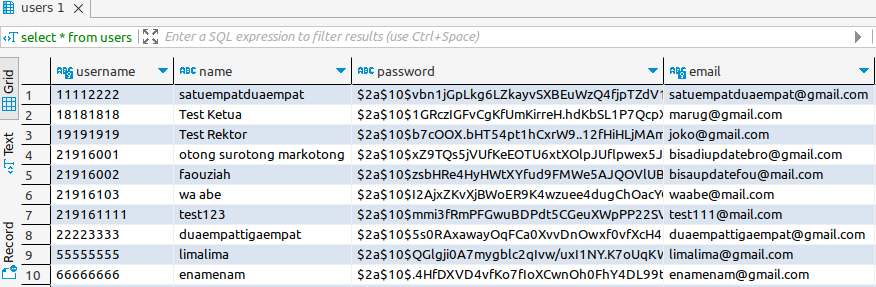 users 1
select * from users Enter a SQL expression to filter results (use Ctrl+Space)
Grid
Text
Record
username name password email
1 11112222 satuempatduaempat $2a$10$vbn1jGpLkg6LZkayvSXBEuWzQ4fjpTZdV1 satuempatduaempat@gmail.com
2 18181818 Test Ketua $2a$10$1GRczIGFvCgKfUmKirreH.hdKbSL1P7QcpX marug@gmail.com
3 19191919 Test Rektor $2a$10$b7cOOX.bHT54pt1hCxrW9..12fHiHLjMAm joko@gmail.com
4 21916001 otong surotong markotong $2a$10$xZ9TQs5jVUfKeEOTU6xtXOlpJUflpwex5J bisadiupdatebro@gmail.com
5 21916002 faouziah $2a$10$zsbHRe4HyHWtXYfud9FMWe5AJQOVlUB bisaupdatefou@mail.com
6 21916103 wa abe $2a$10$I2AjxZKvXjBWoER9K4wzuee4dugChOacY waabe@mail.com
7 219161111 test123 $2a$10$mmi3fRmPFGwuBDPdt5CGeuXWpPP22SV test111@mail.com
8 22223333 duaempattigaempat $2a$10$5s0RAxawayOqFCa0XvvDnOwxf0vfXcH4 duaempattigaempat@gmail.com
9 55555555 limalima $2a$10$QGlgji0A7mygblc2qIvw/uxI1NY.K7oUqKV limalima@gmail.com
10 66666666 enamenam $2a$10$.4HfDXVD4vfKo7fIoXCwnOh0FhY4DL99t enamenam@gmail.com